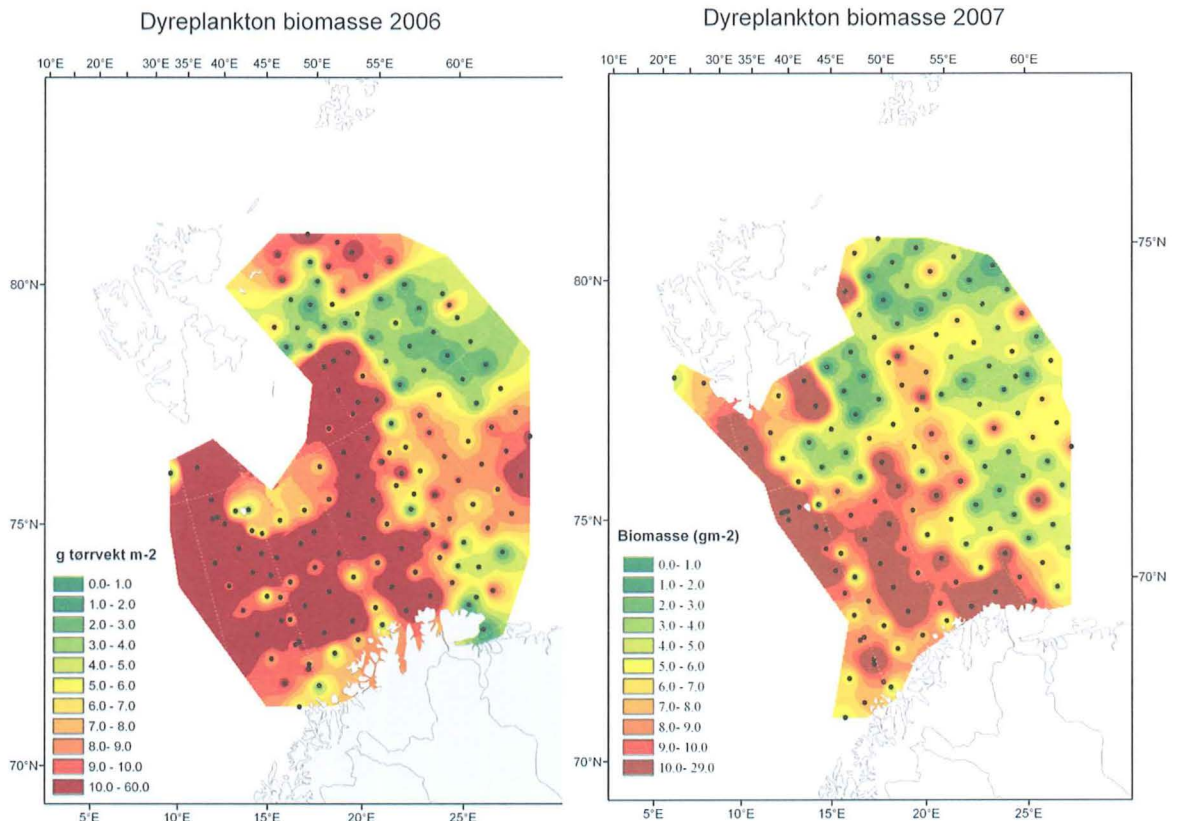 Dyreplankton biomasse 2006
10°E 20°E 30°E 35°E 40°E 45°E 50°E 55°E 60°E
80°N
75°N
70°N
g tørrvekt m-2
0.0- 1.0
1.0 - 2.0
2.0 - 3.0
3.0 - 4.0
4.0 - 5.0
5.0 - 6.0
6.0 - 7.0
7.0 - 8.0
8.0- 9.0
9.0 - 10.0
10.0 - 60.0
5°E 10°E 15°E 20°E 25°E
Dyreplankton biomasse 2007
10°E 20°E 30°E 35°E 40°E 45°E 50°E 55°E 60°E
75°N
80°N
75°N
70°N
70°N
Biomasse (gm-2)
0.0- 1.0
1.0 - 2.0
2.0 - 3.0
3.0 - 4.0
4.0 - 5.0
5.0 - 6.0
6.0 - 7.0
7.0 - 8.0
8.0 - 9.0
9.0- 10.0
10.0- 29.0
5°E 10°E 15°E 20°E 25°E